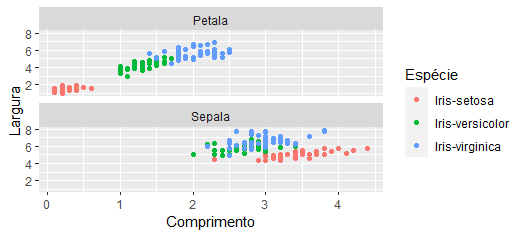 Petala
8
6
4
2
Sepala
8
6
4
2
0
1
2
3
4
Comprimento
Largura
Espécie
Iris-setosa
Iris-versicolor
Iris-virginica